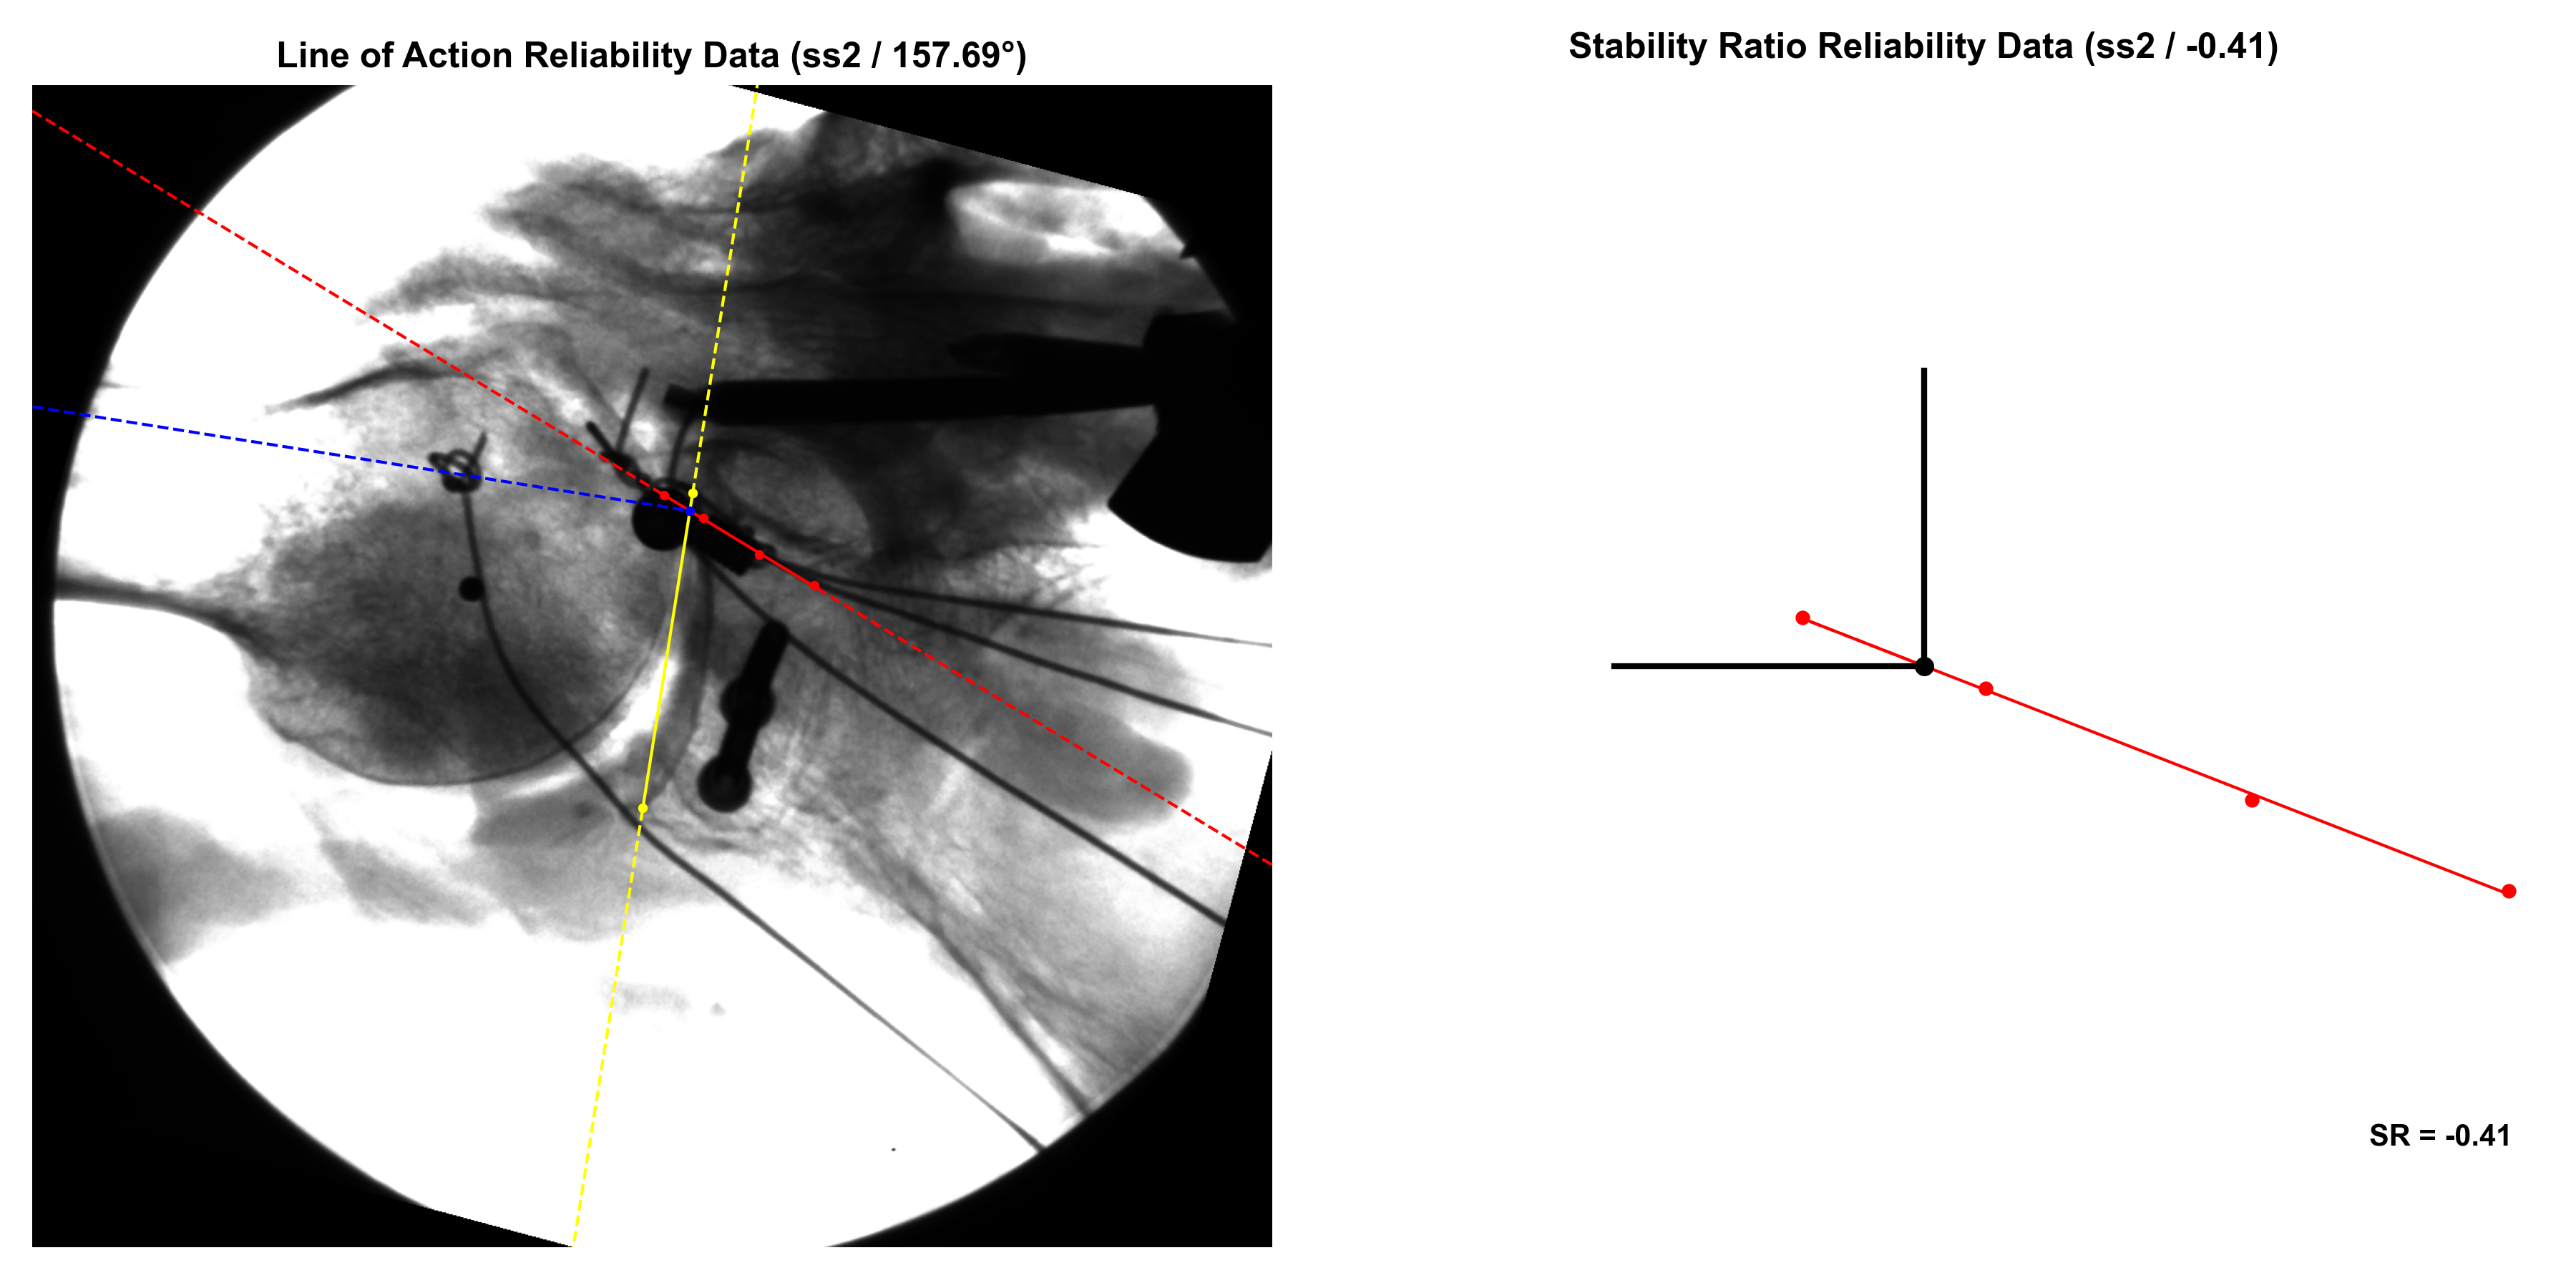 Line of Action Reliability Data (ss2 / 157.69°)
Stability Ratio Reliability Data (ss2 / -0.41)
SR = -0.41